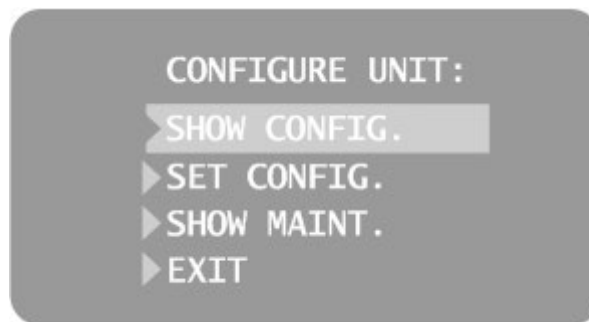 CONFIGURE UNIT:
SHOW CONFIG.
SET CONFIG.
SHOW MAINT.
EXIT